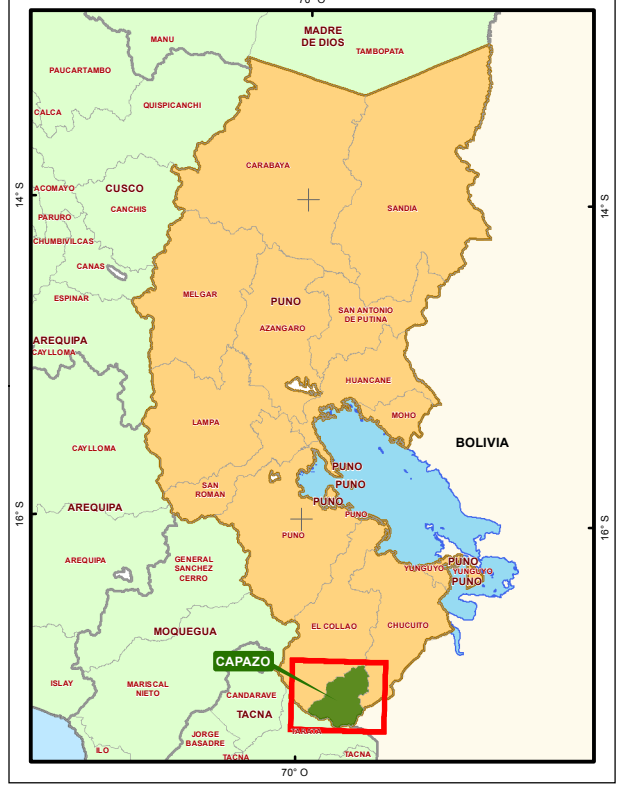 70° O
MADRE
DE DIOS
MANU
TAMBOPATA
PAUCARTAMBO
QUISPICANCHI
CALCA
CARABAYA
14° S
ACOMAYO
CUSCO
CANCHIS
SANDIA
14° S
PARURO
CHUMBIVILCAS
CANAS
ESPINAR
MELGAR
PUNO
SAN ANTONIO
DE PUTINA
AZANGARO
AREQUIPA
CAYLLOMA
HUANCANE
MOHO
LAMPA
BOLIVIA
CAYLLOMA
PUNO
SAN
ROMAN
PUNO
PUNO
AREQUIPA
PUNO
16° S
16° S
PUNO
AREQUIPA
GENERAL
SANCHEZ
CERRO
YUNGUYO
PUNO
YUNGUYO
PUNO
MOQUEGUA
EL COLLAO
CHUCUITO
CAPAZO
ISLAY
MARISCAL
NIETO
CANDARAVE
TACNA
JORGE
BASADRE
ILO
TACNA
TACNA
70° O